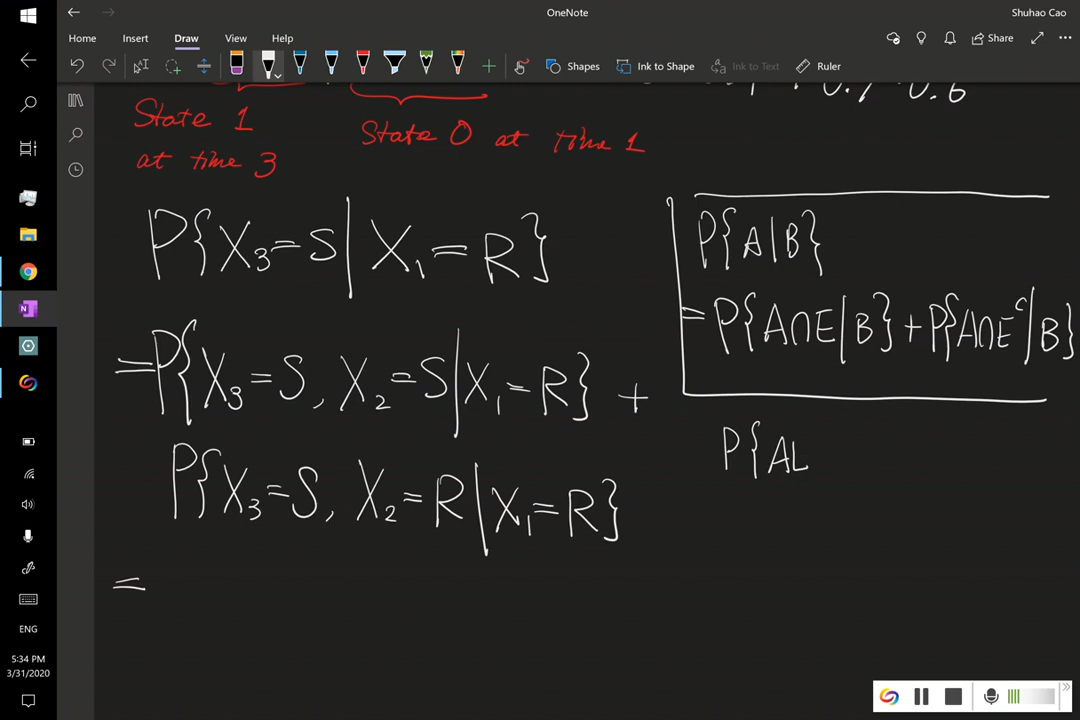 OneNote
Shuhao Cao
Home Insert Draw View Help
Share
Shapes Ink to Shape Ink to Text Ruler
State 1
at time 3
State 0 at time 1
P{X₃=S|X₁=R}
=P{X₃=S, X₂=S|X₁=R} +
P{X₃=S, X₂=R|X₁=R}
=
P{A|B}
=P{A∩E|B}+P{A∩Eᶜ|B}
P{AL
ENG
5:34 PM
3/31/2020